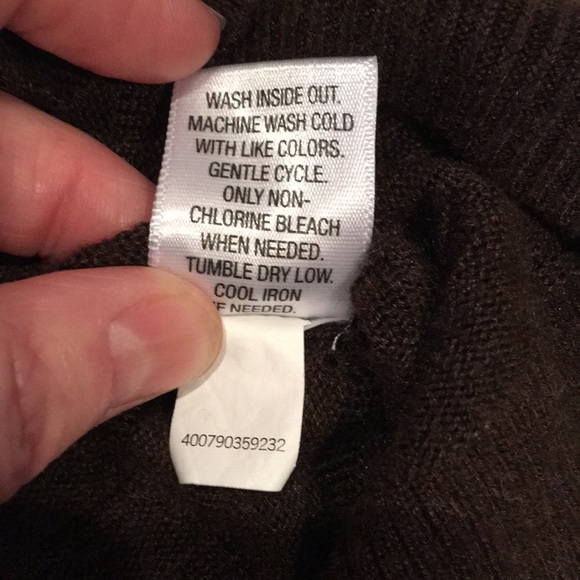 WASH INSIDE OUT.
MACHINE WASH COLD
WITH LIKE COLORS.
GENTLE CYCLE.
ONLY NON-
CHLORINE BLEACH
WHEN NEEDED.
TUMBLE DRY LOW.
COOL IRON
NEEDED.
400790359232